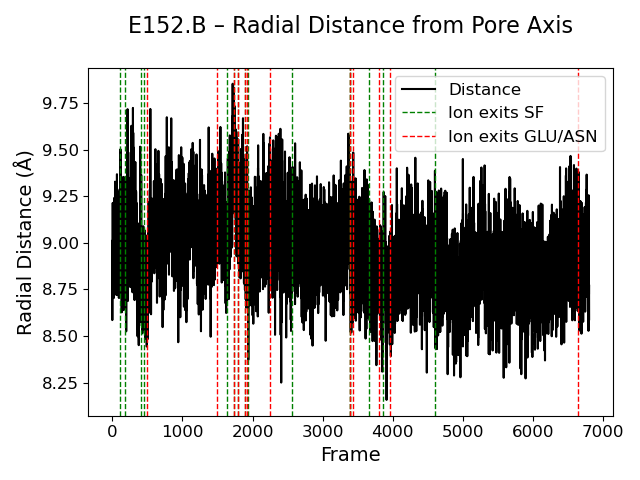 E152.B – Radial Distance from Pore Axis
Distance
Ion exits SF
Ion exits GLU/ASN
Radial Distance (Å)
9.75
9.50
9.25
9.00
8.75
8.50
8.25
0 1000 2000 3000 4000 5000 6000 7000
Frame